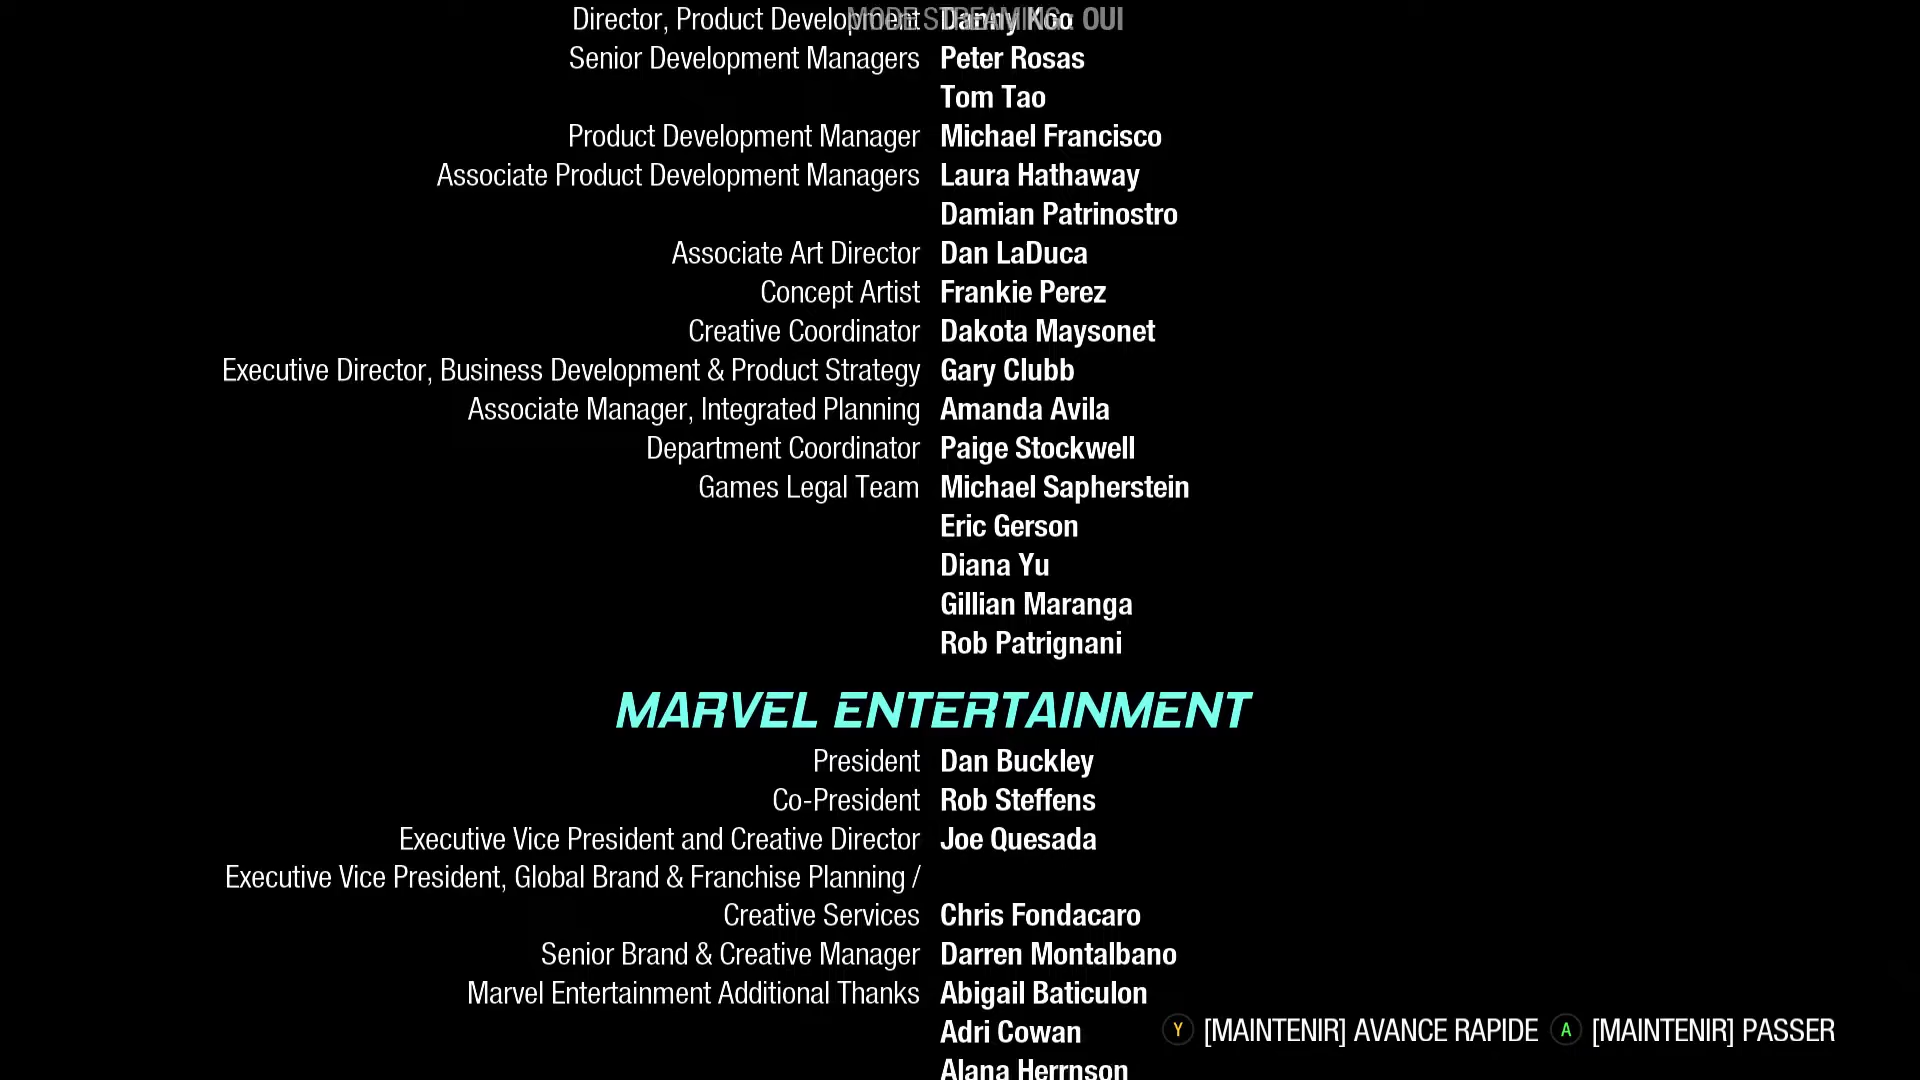 MODE STREAMING : OUI
Director, Product Development Danny Koo
Senior Development Managers Peter Rosas
Tom Tao
Product Development Manager Michael Francisco
Associate Product Development Managers Laura Hathaway
Damian Patrinostro
Associate Art Director Dan LaDuca
Concept Artist Frankie Perez
Creative Coordinator Dakota Maysonet
Executive Director, Business Development & Product Strategy Gary Clubb
Associate Manager, Integrated Planning Amanda Avila
Department Coordinator Paige Stockwell
Games Legal Team Michael Sapherstein
Eric Gerson
Diana Yu
Gillian Maranga
Rob Patrignani
MARVEL ENTERTAINMENT
President Dan Buckley
Co-President Rob Steffens
Executive Vice President and Creative Director Joe Quesada
Executive Vice President, Global Brand & Franchise Planning /
Creative Services Chris Fondacaro
Senior Brand & Creative Manager Darren Montalbano
Marvel Entertainment Additional Thanks Abigail Baticulon
Adri Cowan
Alana Herrnson
Y [MAINTENIR] AVANCE RAPIDE A [MAINTENIR] PASSER